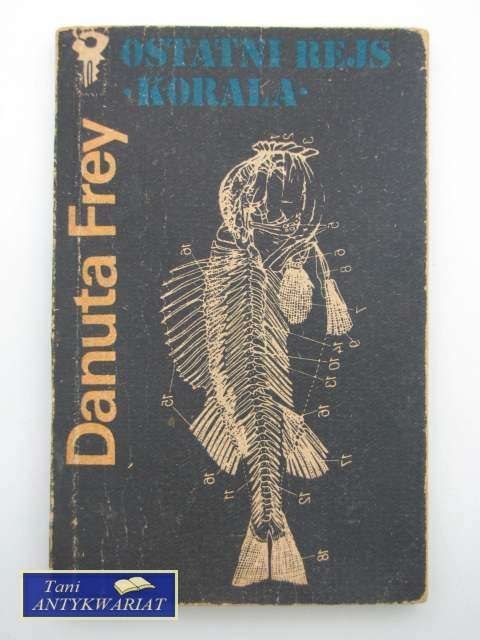 OSTATNI REJS
•KORALA•
Danuta Frey
Tani
ANTYKWARIAT